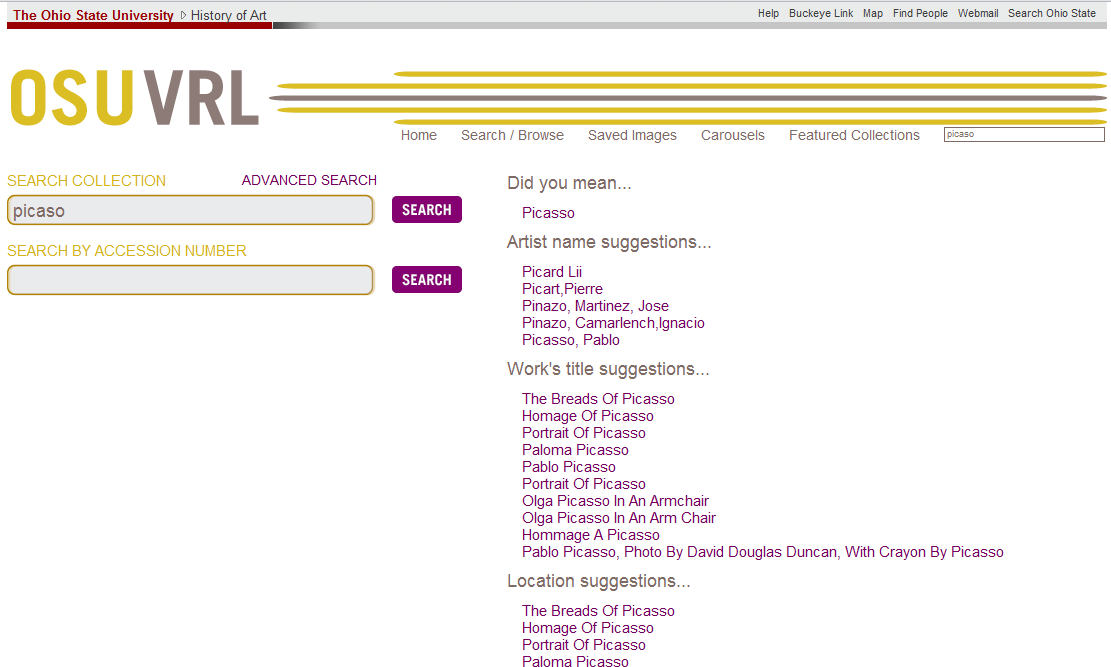 The Ohio State University ▷ History of Art
Help Buckeye Link Map Find People Webmail Search Ohio State
OSUVRL
Home Search / Browse Saved Images Carousels Featured Collections picaso
SEARCH COLLECTION ADVANCED SEARCH
picaso SEARCH
SEARCH BY ACCESSION NUMBER
SEARCH
Did you mean...
Picasso
Artist name suggestions...
Picard Lii
Picart,Pierre
Pinazo, Martinez, Jose
Pinazo, Camarlench,Ignacio
Picasso, Pablo
Work's title suggestions...
The Breads Of Picasso
Homage Of Picasso
Portrait Of Picasso
Paloma Picasso
Pablo Picasso
Portrait Of Picasso
Olga Picasso In An Armchair
Olga Picasso In An Arm Chair
Hommage A Picasso
Pablo Picasso, Photo By David Douglas Duncan, With Crayon By Picasso
Location suggestions...
The Breads Of Picasso
Homage Of Picasso
Portrait Of Picasso
Paloma Picasso